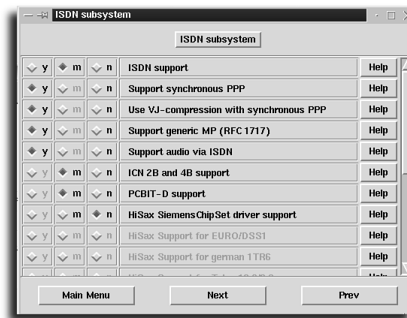 ISDN subsystem
ISDN subsystem
y m n ISDN support Help
y m n Support synchronous PPP Help
y m n Use VJ-compression with synchronous PPP Help
y m n Support generic MP (RFC 1717) Help
y m n Support audio via ISDN Help
y m n ICN 2B and 4B support Help
y m n PCBIT-D support Help
y m n HiSax SiemensChipSet driver support Help
y m n HiSax Support for EURO/DSS1 Help
y m n HiSax Support for german 1TR6 Help
y m n Help
Main Menu Next Prev